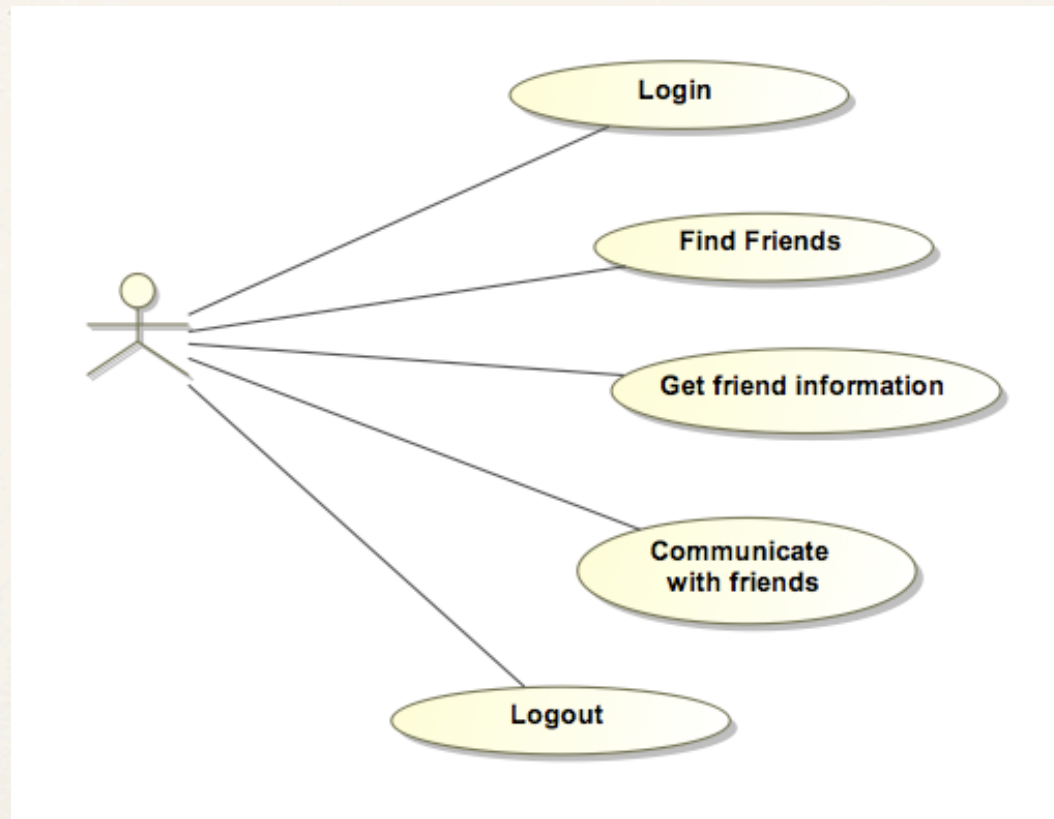 Login
Find Friends
Get friend information
Communicate
with friends
Logout